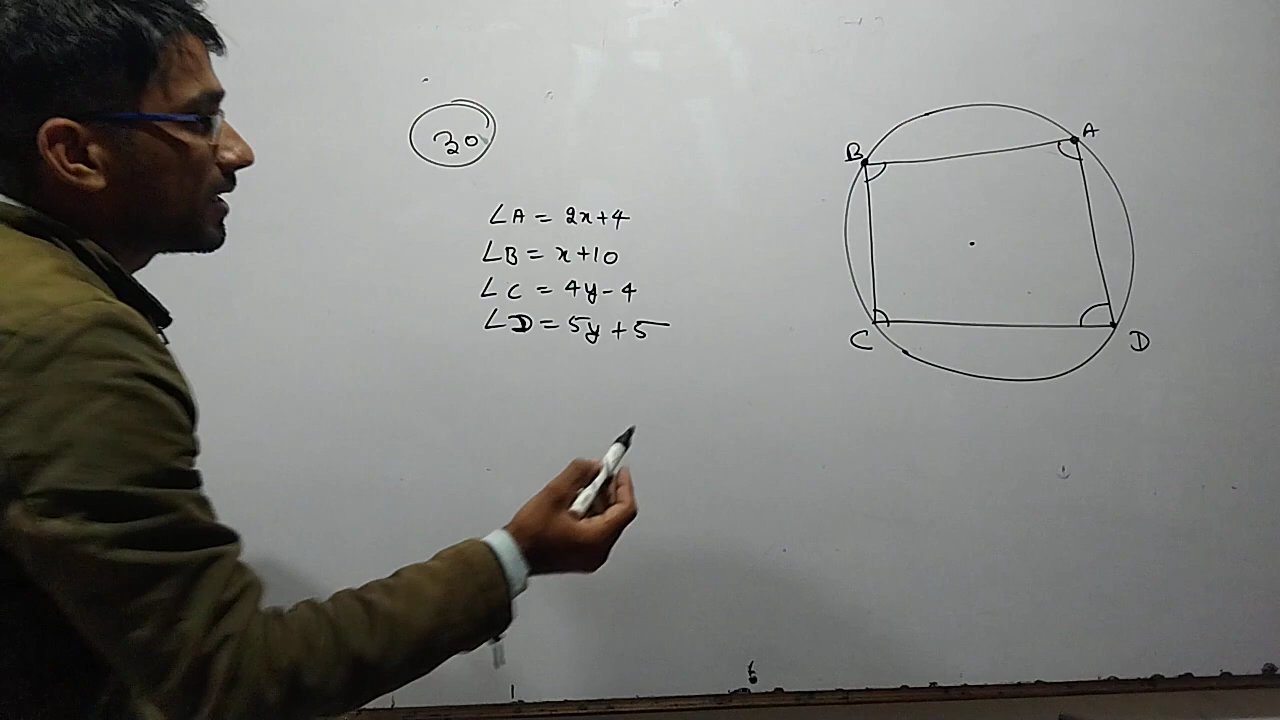 30
∠A = 2x+4
∠B = x+10
∠C = 4y-4
∠D = 5y+5
A
B
C
D